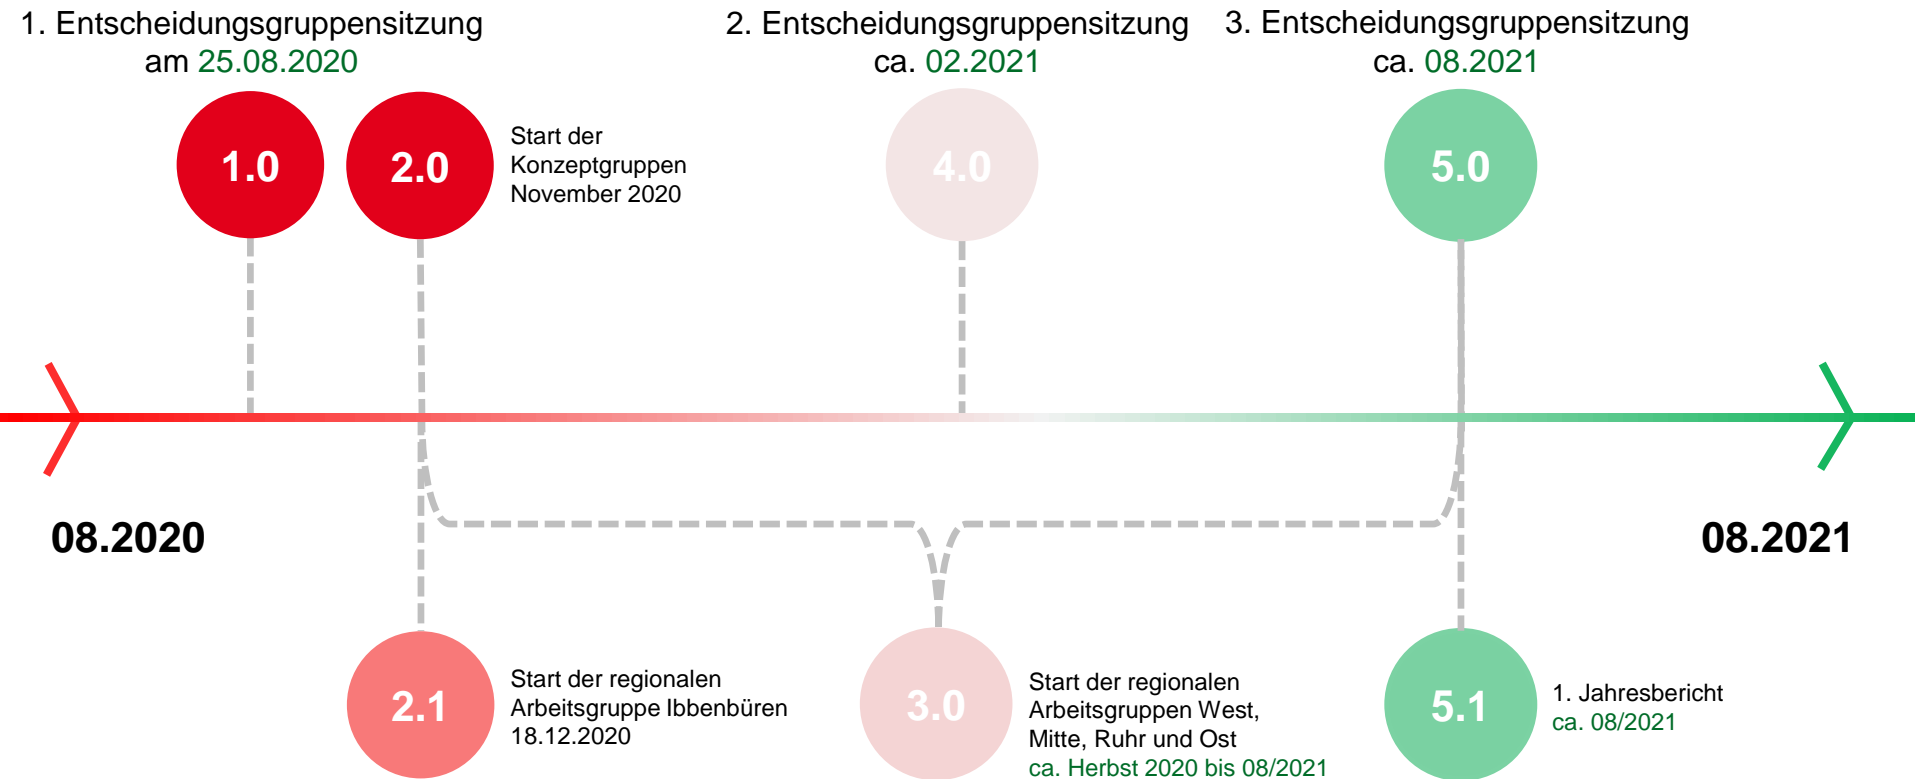 1. Entscheidungsgruppensitzung
am 25.08.2020
2. Entscheidungsgruppensitzung
ca. 02.2021
3. Entscheidungsgruppensitzung
ca. 08.2021
1.0
2.0
Start der
Konzeptgruppen
November 2020
4.0
5.0
08.2020
08.2021
2.1
Start der regionalen
Arbeitsgruppe Ibbenbüren
18.12.2020
3.0
Start der regionalen
Arbeitsgruppen West,
Mitte, Ruhr und Ost
ca. Herbst 2020 bis 08/2021
5.1
1. Jahresbericht
ca. 08/2021